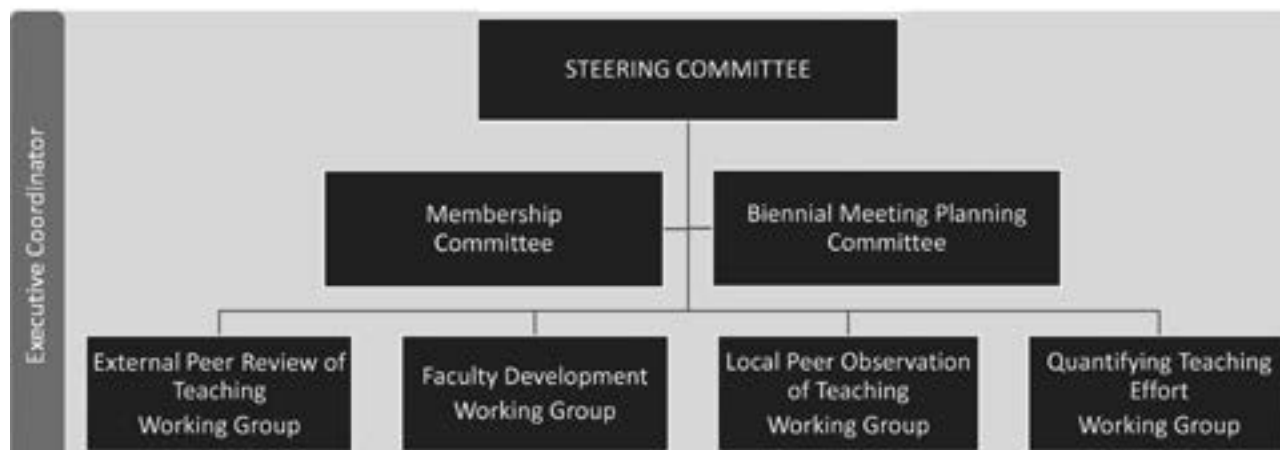 Executive Coordinator
STEERING COMMITTEE
Membership
Committee
Biennial Meeting Planning
Committee
External Peer Review of
Teaching
Working Group
Faculty Development
Working Group
Local Peer Observation
of Teaching
Working Group
Quantifying Teaching
Effort
Working Group